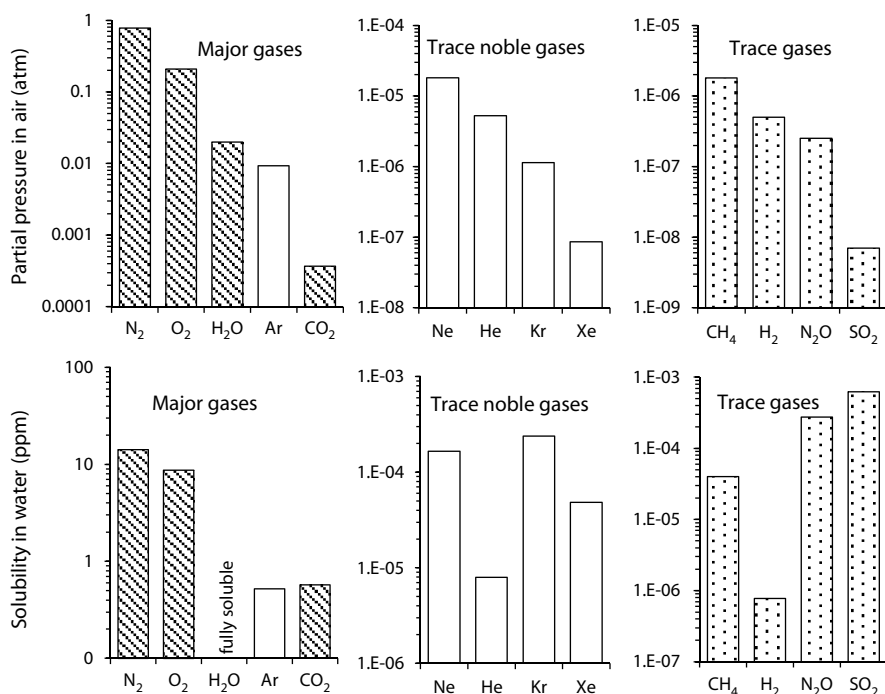 Partial pressure in air (atm)
Major gases
1
0.1
0.01
0.001
0.0001
N₂ O₂ H₂O Ar CO₂
Trace noble gases
1.E-04
1.E-05
1.E-06
1.E-07
1.E-08
Ne He Kr Xe
Trace gases
1.E-05
1.E-06
1.E-07
1.E-08
1.E-09
CH₄ H₂ N₂O SO₂
Solubility in water (ppm)
Major gases
100
10
1
0
fully soluble
N₂ O₂ H₂O Ar CO₂
Trace noble gases
1.E-03
1.E-04
1.E-05
1.E-06
Ne He Kr Xe
Trace gases
1.E-03
1.E-04
1.E-05
1.E-06
1.E-07
CH₄ H₂ N₂O SO₂